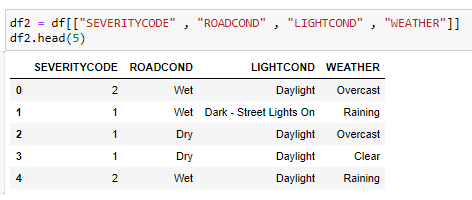 df2 = df[["SEVERITYCODE" , "ROADCOND" , "LIGHTCOND" , "WEATHER"]]
df2.head(5)
SEVERITYCODE ROADCOND LIGHTCOND WEATHER
0 2 Wet Daylight Overcast
1 1 Wet Dark - Street Lights On Raining
2 1 Dry Daylight Overcast
3 1 Dry Daylight Clear
4 2 Wet Daylight Raining